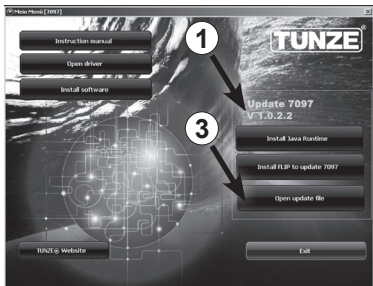 Mein Menü [7097]
Instruction manual
Open driver
Install software
1
TUNZE®
Update 7097
V 1.0.2.2
3
Install Java Runtime
Install FLIP to update 7097
Open update file
TUNZE® Website
Exit